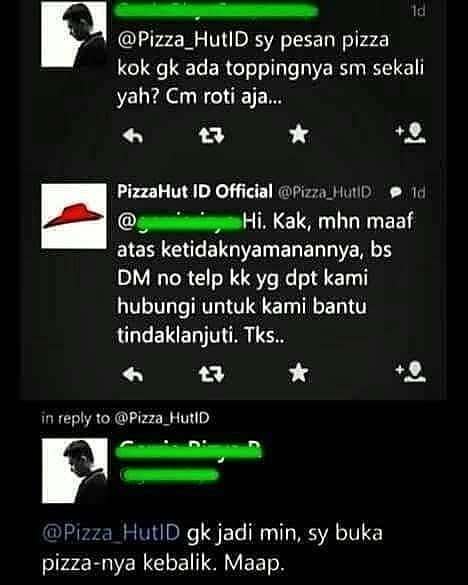 1d
@Pizza_HutID sy pesan pizza
kok gk ada toppingnya sm sekali
yah? Cm roti aja...
PizzaHut ID Official @Pizza_HutID 1d
@ Hi. Kak, mhn maaf
atas ketidaknyamanannya, bs
DM no telp kk yg dpt kami
hubungi untuk kami bantu
tindaklanjuti. Tks..
in reply to @Pizza_HutID
@Pizza_HutID gk jadi min, sy buka
pizza-nya kebalik. Maap.